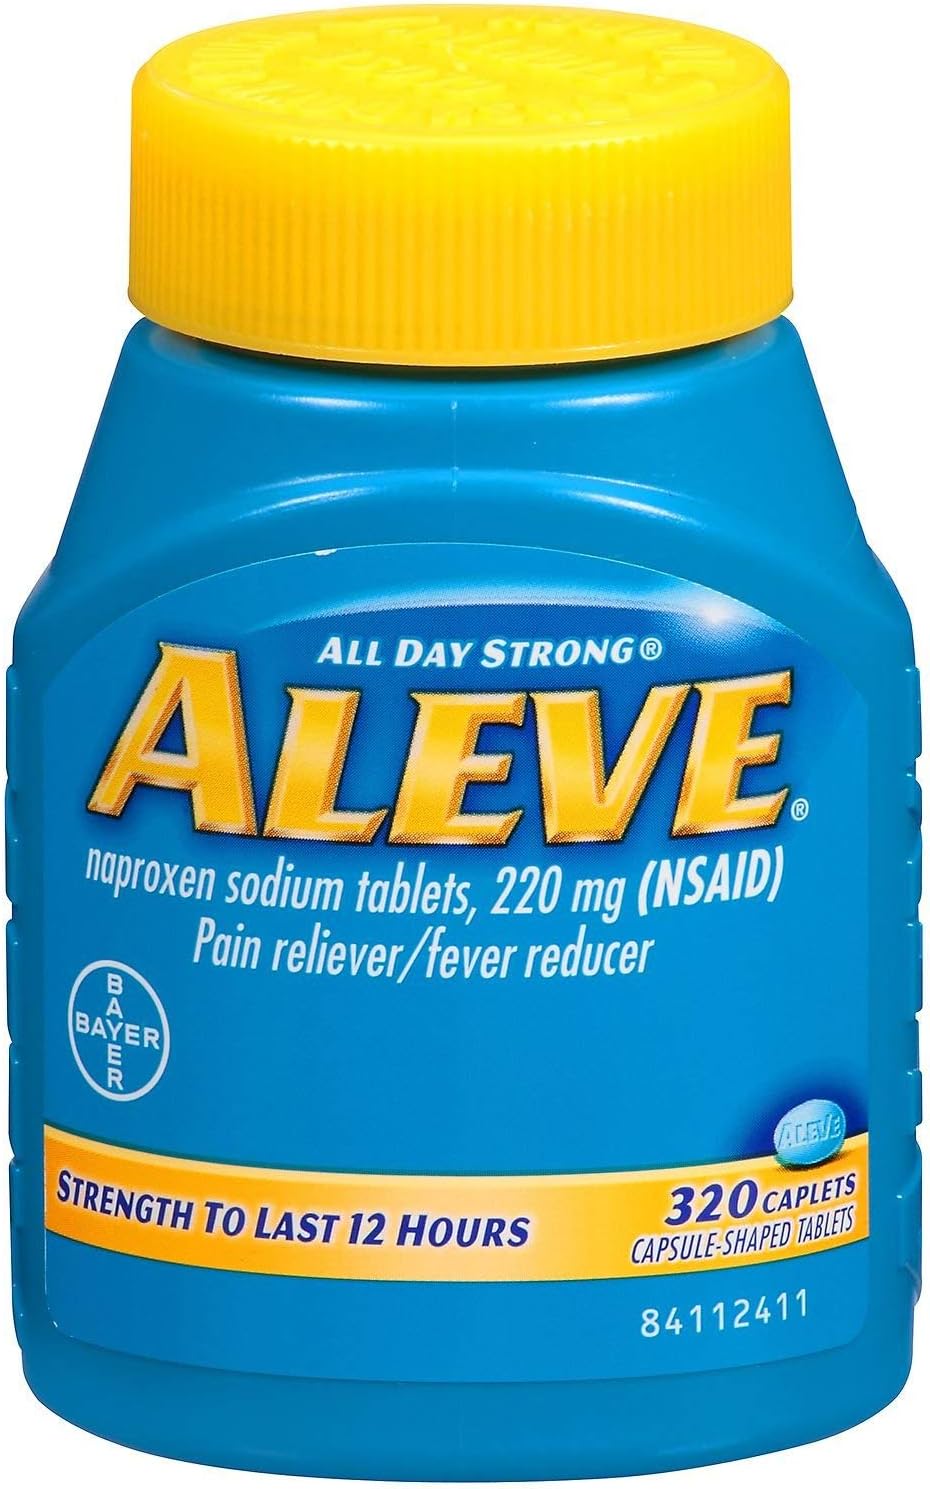 ALL DAY STRONG®
ALEVE®
naproxen sodium tablets, 220 mg (NSAID)
Pain reliever/fever reducer
BAYER
BAYER
ALEVE
STRENGTH TO LAST 12 HOURS
320 CAPLETS
CAPSULE-SHAPED TABLETS
84112411